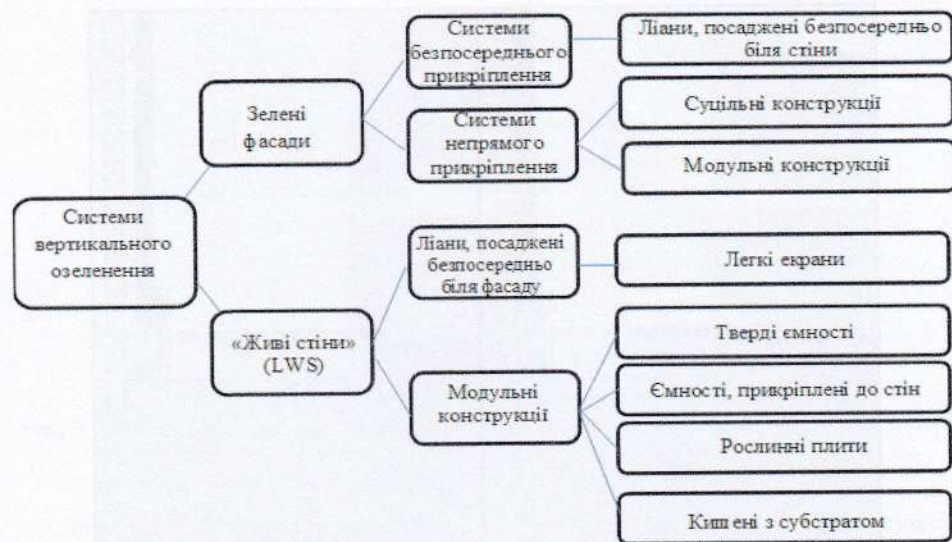 Системи
вертикального
озеленення
Зелені
фасади
Системи
безпосереднього
прикріплення
Ліани, посаджені безпосередньо
біля стіни
Системи
непрямого
прикріплення
Суцільні конструкції
Модульні конструкції
«Живі стіни»
(LWS)
Ліани, посаджені
безпосередньо
біля фасаду
Легкі екрани
Модульні
конструкції
Тверді ємності
Ємності, прикріплені до стін
Рослинні плити
Кишені з субстратом